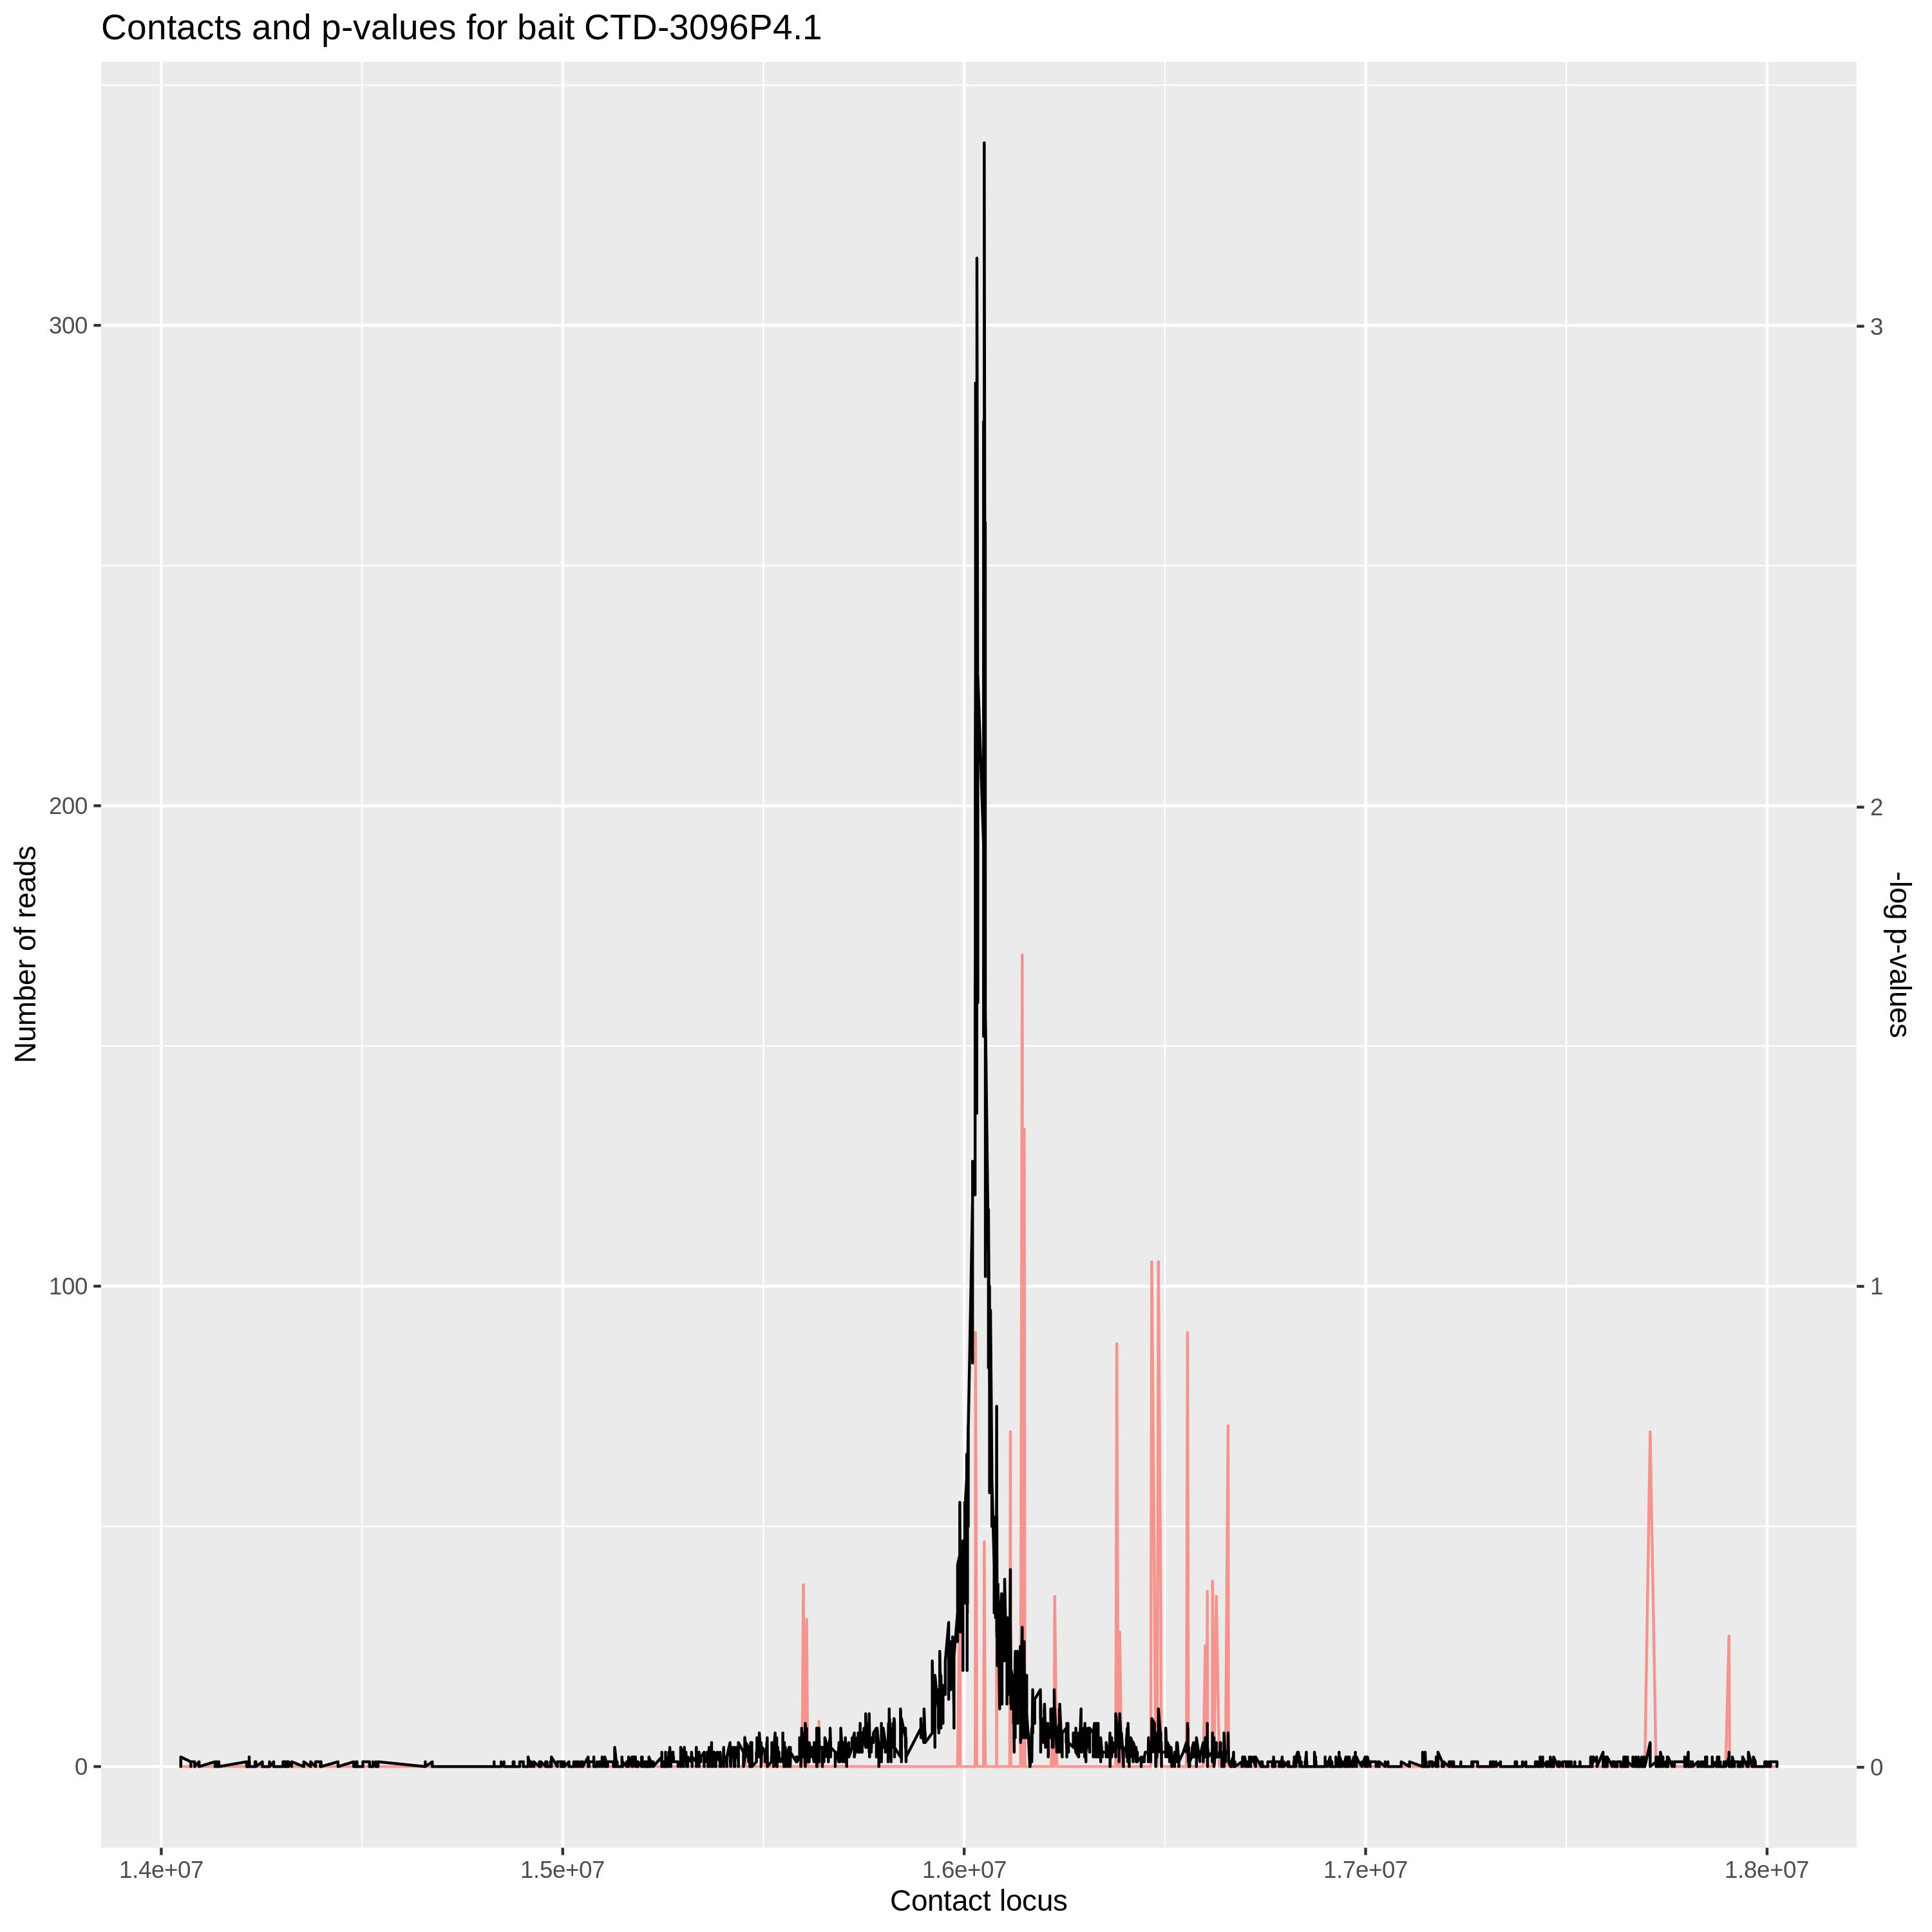 Contacts and p-values for bait CTD-3096P4.1
300
200
100
0
3
2
1
0
Number of reads
-log p-values
1.4e+07
1.5e+07
1.6e+07
1.7e+07
1.8e+07
Contact locus